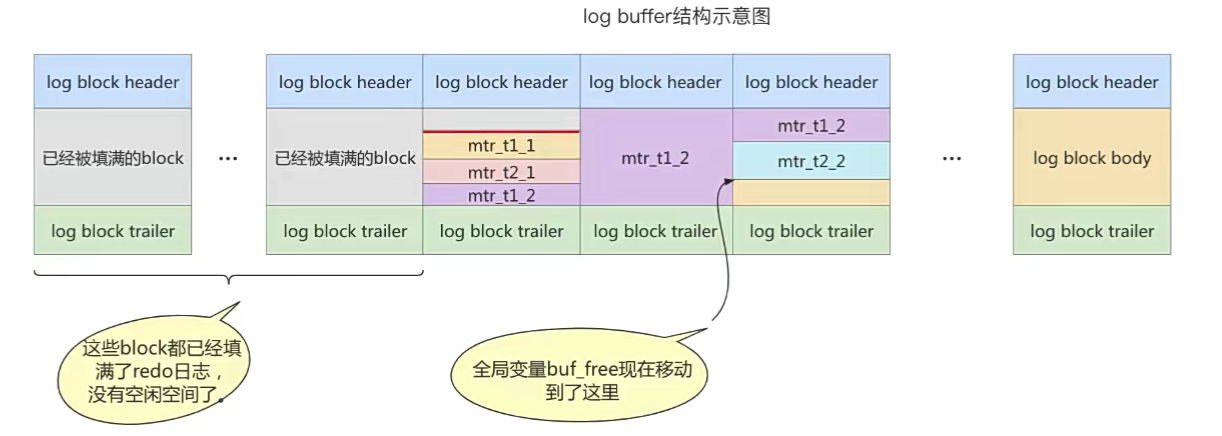 log buffer结构示意图
log block header
log block header
log block header
log block header
log block header
log block header
已经被填满的block
...
已经被填满的block
mtr_t1_1
mtr_t2_1
mtr_t1_2
mtr_t1_2
mtr_t1_2
mtr_t2_2
...
log block body
log block trailer
log block trailer
log block trailer
log block trailer
log block trailer
log block trailer
这些block都已经填
满了redo日志，
没有空闲空间了。
全局变量buf_free现在移动
到了这里